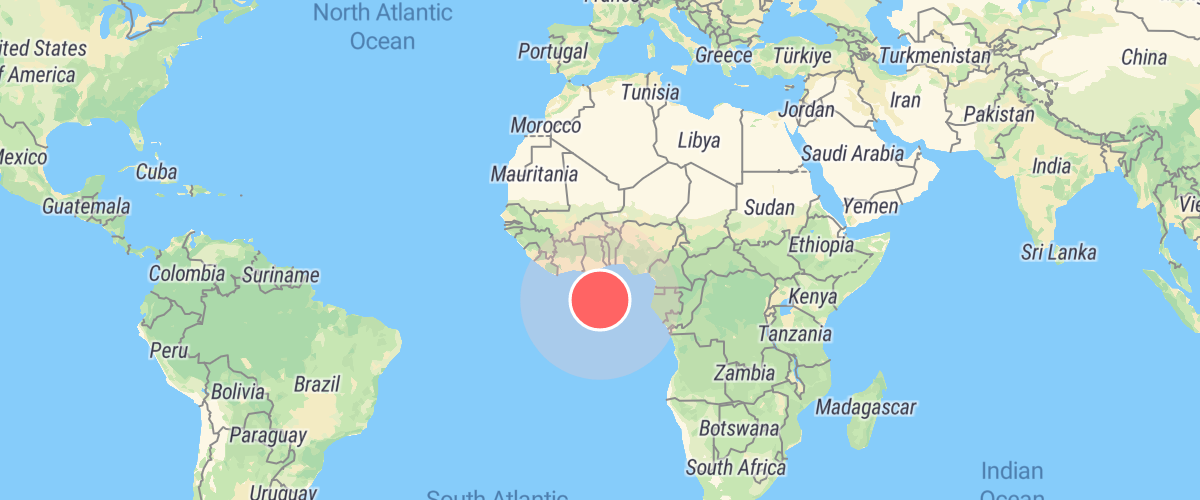 North Atlantic
Ocean
Portugal
Greece
Türkiye
Turkmenistan
China
ited States
f America
Tunisia
Iran
Jordan
Pakistan
Morocco
Libya
Mexico
Cuba
Saudi Arabia
India
Mauritania
Guatemala
Sudan
Yemen
Vie
Ethiopia
Sri Lanka
Colombia
Suriname
Kenya
Tanzania
Peru
Zambia
Bolivia
Brazil
Madagascar
Paraguay
Botswana
South Africa
Indian
Ocean
Uruguay
South Atlantic